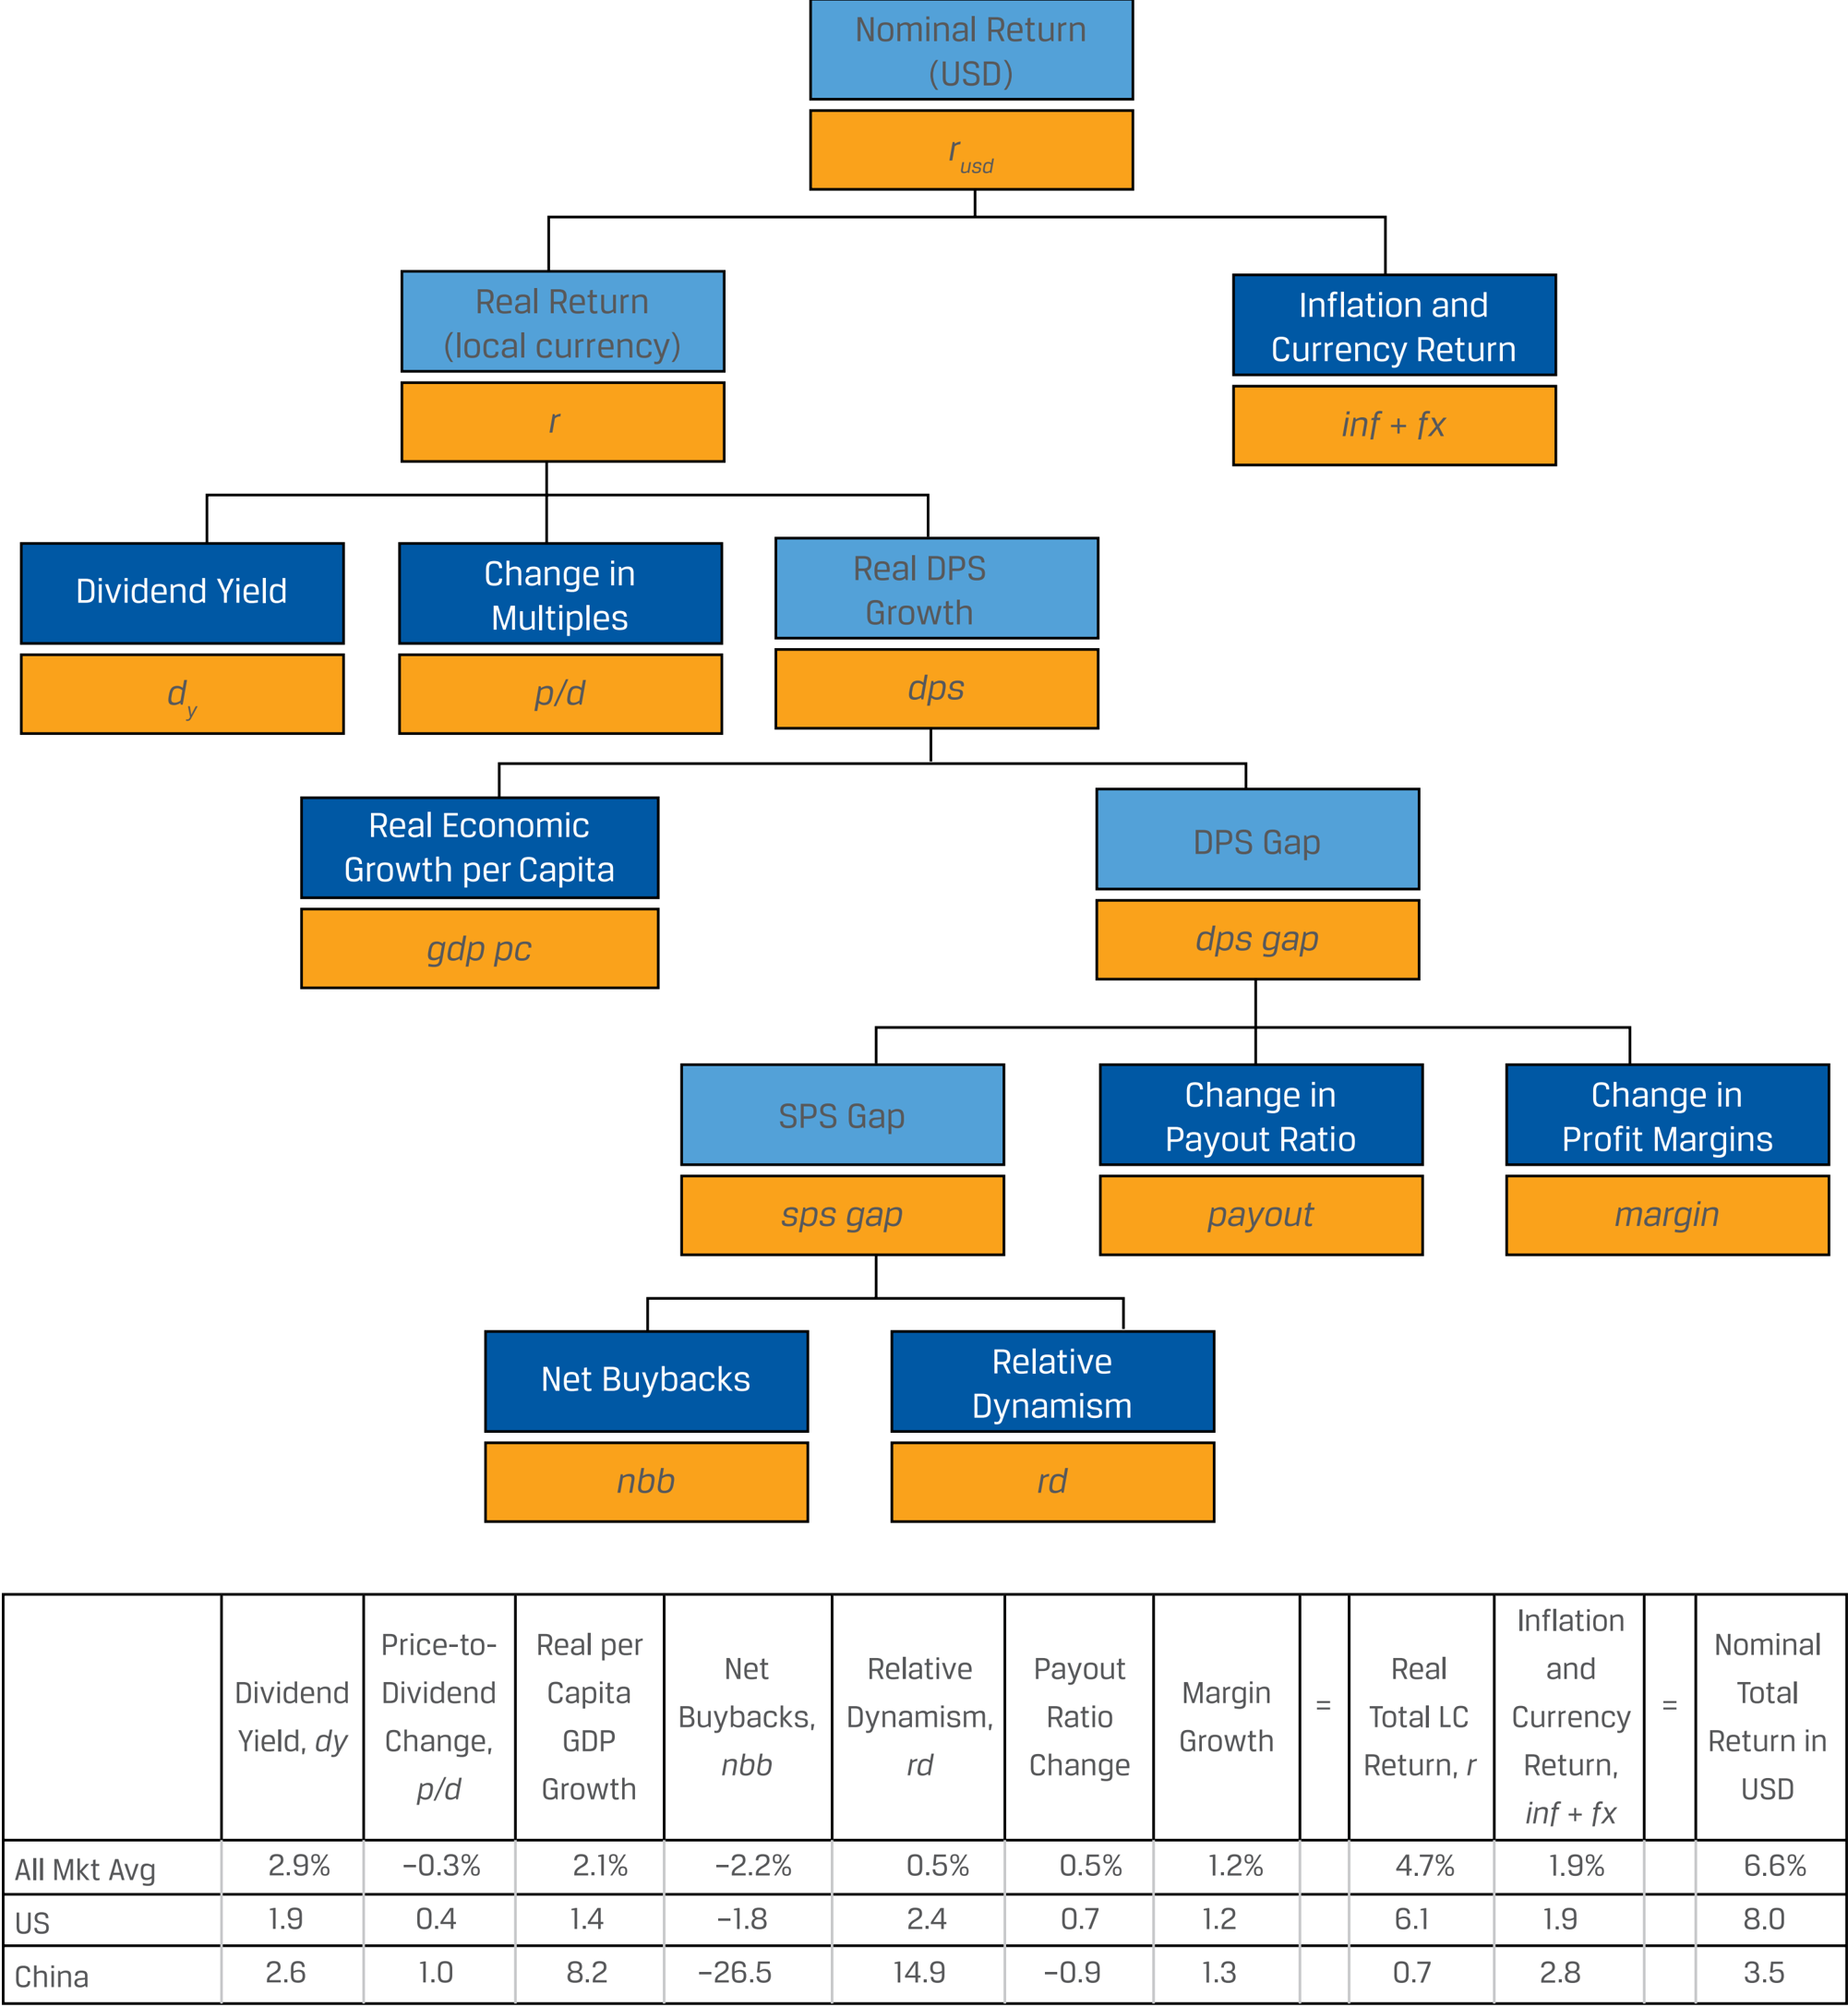 Nominal Return
(USD)
r usd
Real Return
(local currency)
r
Inflation and
Currency Return
inf + fx
Dividend Yield
d y
Change in
Multiples
p/d
Real DPS
Growth
dps
Real Economic
Growth per Capita
gdp pc
DPS Gap
dps gap
SPS Gap
sps gap
Change in
Payout Ratio
payout
Change in
Profit Margins
margin
Net Buybacks
nbb
Relative
Dynamism
rd
Dividend
Yield, dy
Price-to-
Dividend
Change,
p/d
Real per
Capita
GDP
Growth
Net
Buybacks,
nbb
Relative
Dynamism,
rd
Payout
Ratio
Change
Margin
Growth
=
Real
Total LC
Return, r
Inflation
and
Currency
Return,
inf + fx
=
Nominal
Total
Return in
USD
All Mkt Avg 2.9% −0.3% 2.1% −2.2% 0.5% 0.5% 1.2% 4.7% 1.9% 6.6%
US 1.9 0.4 1.4 −1.8 2.4 0.7 1.2 6.1 1.9 8.0
China 2.6 1.0 8.2 −26.5 14.9 −0.9 1.3 0.7 2.8 3.5